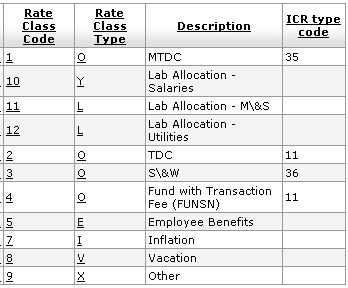 Rate Class Code Rate Class Type Description ICR type code
1 O MTDC 35
10 Y Lab Allocation -
Salaries
11 L Lab Allocation - M\&S
12 L Lab Allocation -
Utilities
2 O TDC 11
3 O S\&W 36
4 O Fund with Transaction 11
Fee (FUNSN)
5 E Employee Benefits
7 I Inflation
8 V Vacation
9 X Other